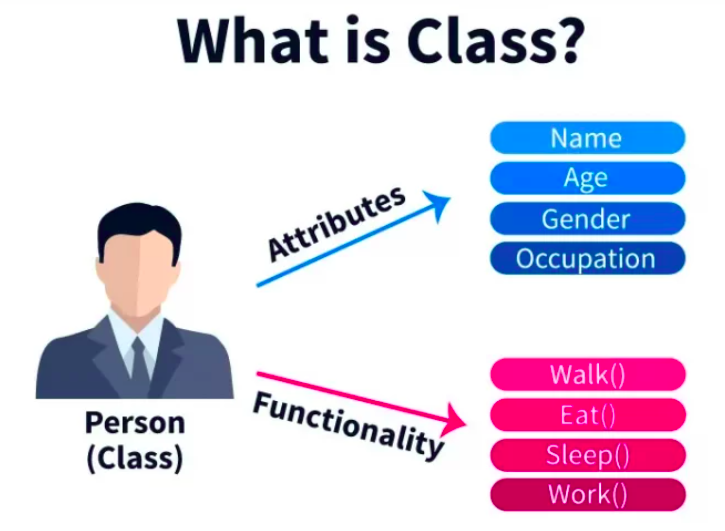 What is Class?
Attributes
Name
Age
Gender
Occupation
Person
(Class)
Functionality
Walk()
Eat()
Sleep()
Work()